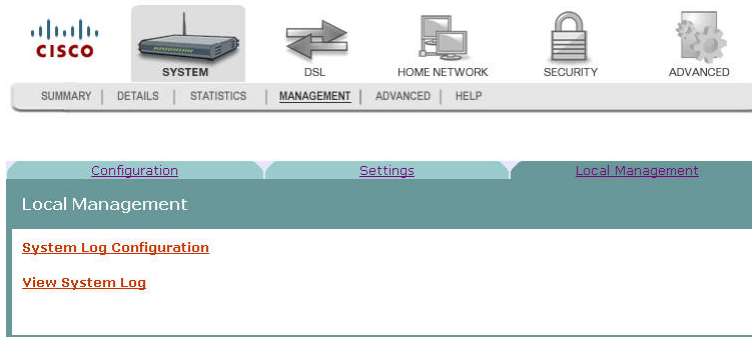 CISCO
SYSTEM DSL HOME NETWORK SECURITY ADVANCED
SUMMARY | DETAILS | STATISTICS | MANAGEMENT | ADVANCED | HELP
Configuration Settings Local Management
Local Management
System Log Configuration
View System Log